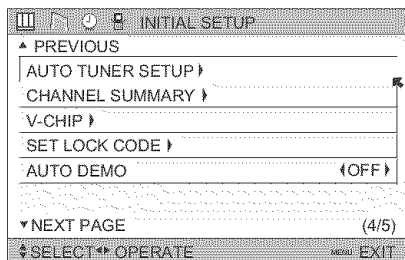 INITIAL SETUP
▲ PREVIOUS
AUTO TUNER SETUP
CHANNEL SUMMARY
V-CHIP
SET LOCK CODE
AUTO DEMO (OFF)
▼NEXT PAGE (4/5)
SELECT OPERATE MENU EXIT